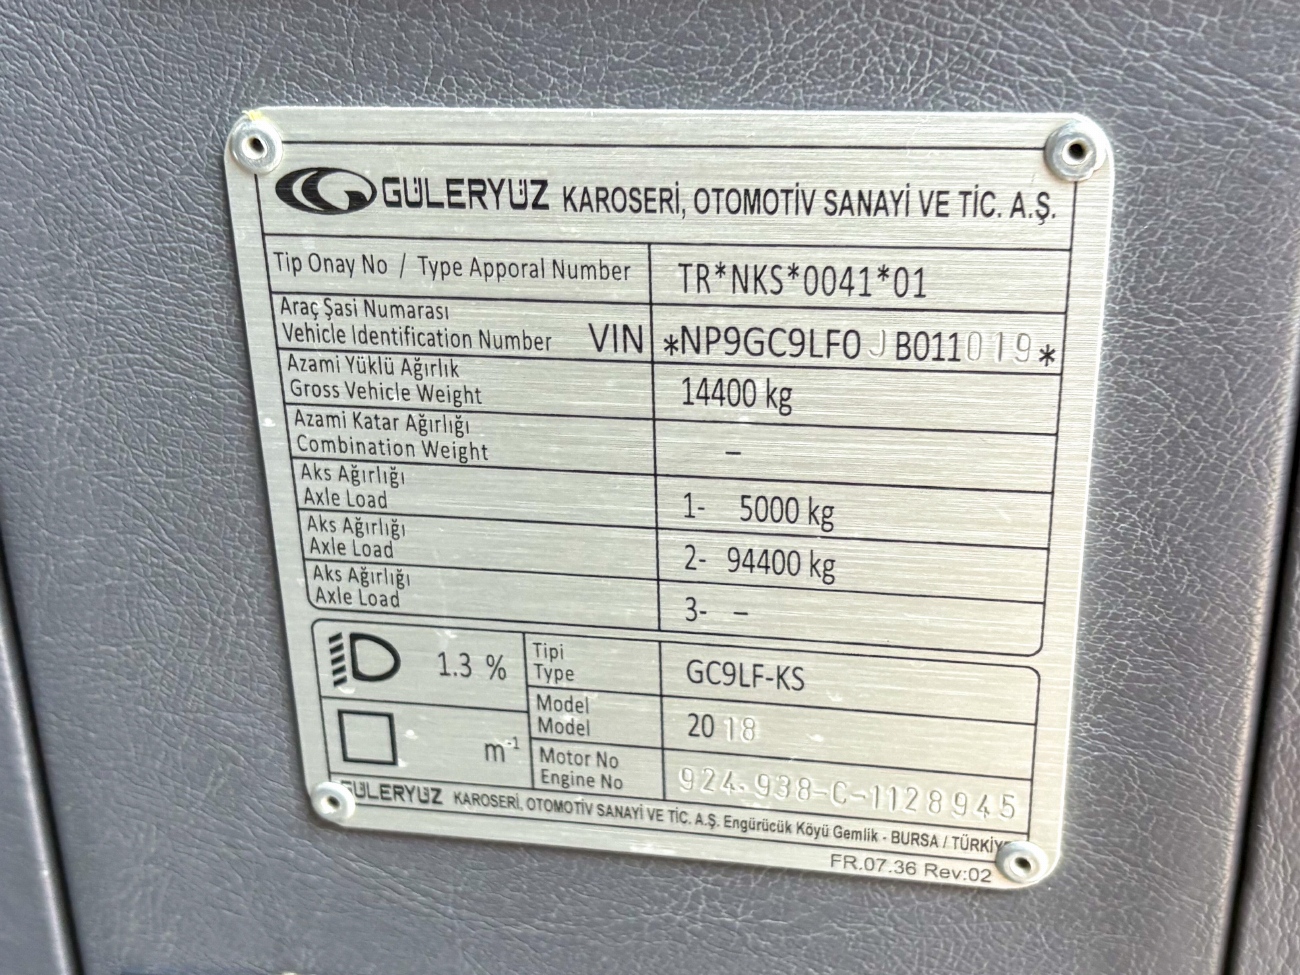 GÜLERYÜZ KAROSERİ, OTOMOTİV SANAYİ VE TİC. A.Ş.
Tip Onay No / Type Apporal Number TR*NKS*0041*01
Araç Şasi Numarası
Vehicle Identification Number VIN *NP9GC9LF0JB011019*
Azami Yüklü Ağırlık
Gross Vehicle Weight 14400 kg
Azami Katar Ağırlığı
Combination Weight –
Aks Ağırlığı
Axle Load 1- 5000 kg
Aks Ağırlığı
Axle Load 2- 94400 kg
Aks Ağırlığı
Axle Load 3- –
1.3 %
Tipi
Type GC9LF-KS
Model
Model 2018
m-1
Motor No
Engine No 924-938-C-1128945
GÜLERYÜZ KAROSERİ, OTOMOTİV SANAYİ VE TİC. A.Ş. Engürücük Köyü Gemlik - BURSA / TÜRKİYE
FR.07.36 Rev:02